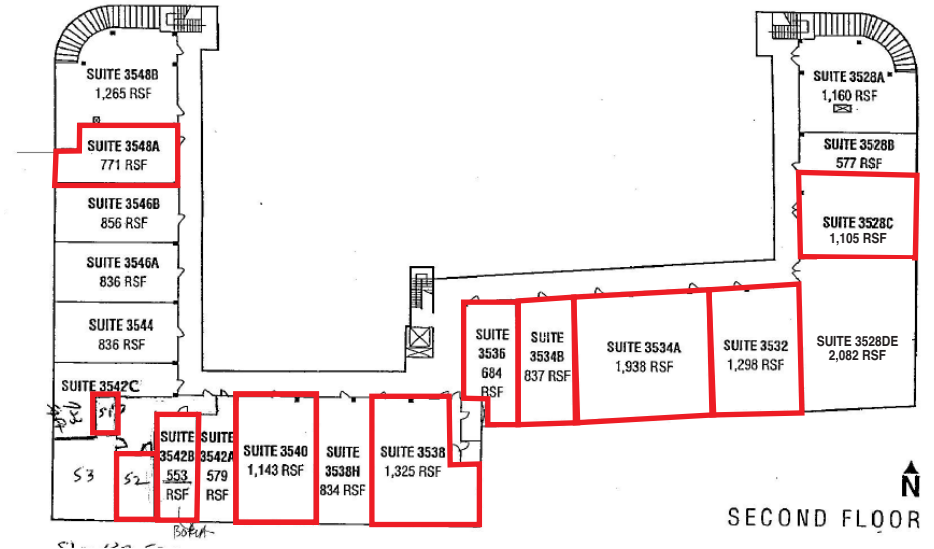 SUITE 3548B
1,265 RSF
SUITE 3548A
771 RSF
SUITE 3546B
856 RSF
SUITE 3546A
836 RSF
SUITE 3544
836 RSF
SUITE 3542C
S3
S2
SUITE
3542B
553
RSF
SUITE
3542A
579
RSF
SUITE 3540
1,143 RSF
SUITE
3538H
834 RSF
SUITE 3538
1,325 RSF
SUITE
3536
684
RSF
SUITE
3534B
837 RSF
SUITE 3534A
1,938 RSF
SUITE 3532
1,298 RSF
SUITE 3528A
1,160 RSF
SUITE 3528B
577 RSF
SUITE 3528C
1,105 RSF
SUITE 3528DE
2,082 RSF
N
SECOND FLOOR